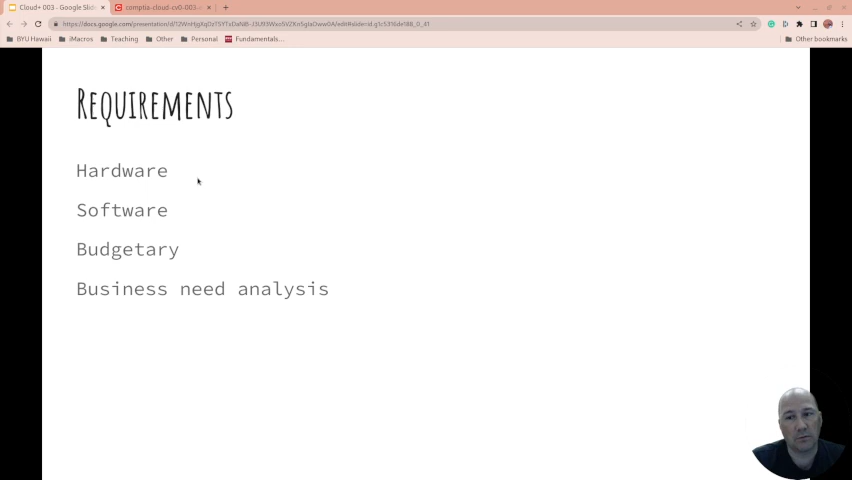 Cloud+ 003 - Google Slid
comptia-cloud-cv0-003-
BYU Hawaii
iMacros
Teaching
Other
Personal
Fundamentals...
Other bookmarks
Requirements
Hardware
Software
Budgetary
Business need analysis